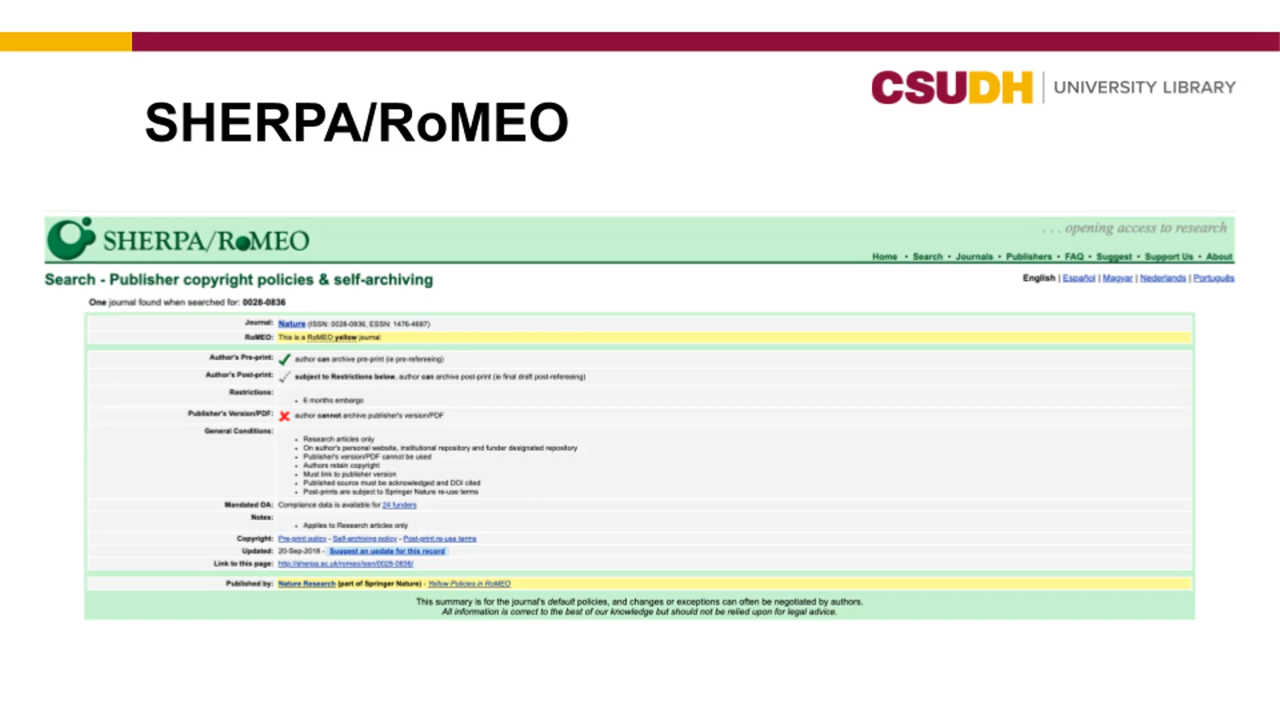 CSUDH | UNIVERSITY LIBRARY
SHERPA/RoMEO
SHERPA/RoMEO
. . . opening access to research
Home • Search • Journals • Publishers • FAQ • Suggest • Support Us • About
Search - Publisher copyright policies & self-archiving
English | Español | Magyar | Nederlands | Português
One journal found when searched for: 0028-0836
Journal: Nature (ISSN: 0028-0836, ESSN: 1476-4687)
RoMEO: This is a RoMEO yellow journal
Author's Pre-print: author can archive pre-print (ie pre-refereeing)
Author's Post-print: subject to Restrictions below, author can archive post-print (ie final draft post-refereeing)
Restrictions:
• 6 months embargo
Publisher's Version/PDF: author cannot archive publisher's version/PDF
General Conditions:
• Research articles only
• On author's personal website, institutional repository and funder designated repository
• Publisher's version/PDF cannot be used
• Authors retain copyright
• Must link to publisher version
• Published source must be acknowledged and DOI cited
• Post-prints are subject to Springer Nature re-use terms
Mandated OA: Compliance data is available for 24 funders
Notes:
• Applies to Research articles only
Copyright: Pre-print policy - Self-archiving policy - Post-print re-use terms
Updated: 20-Sep-2018 - Suggest an update for this record
Link to this page: http://sherpa.ac.uk/romeo/issn/0028-0836/
Published by: Nature Research (part of Springer Nature) - Yellow Policies in RoMEO
This summary is for the journal's default policies, and changes or exceptions can often be negotiated by authors.
All information is correct to the best of our knowledge but should not be relied upon for legal advice.